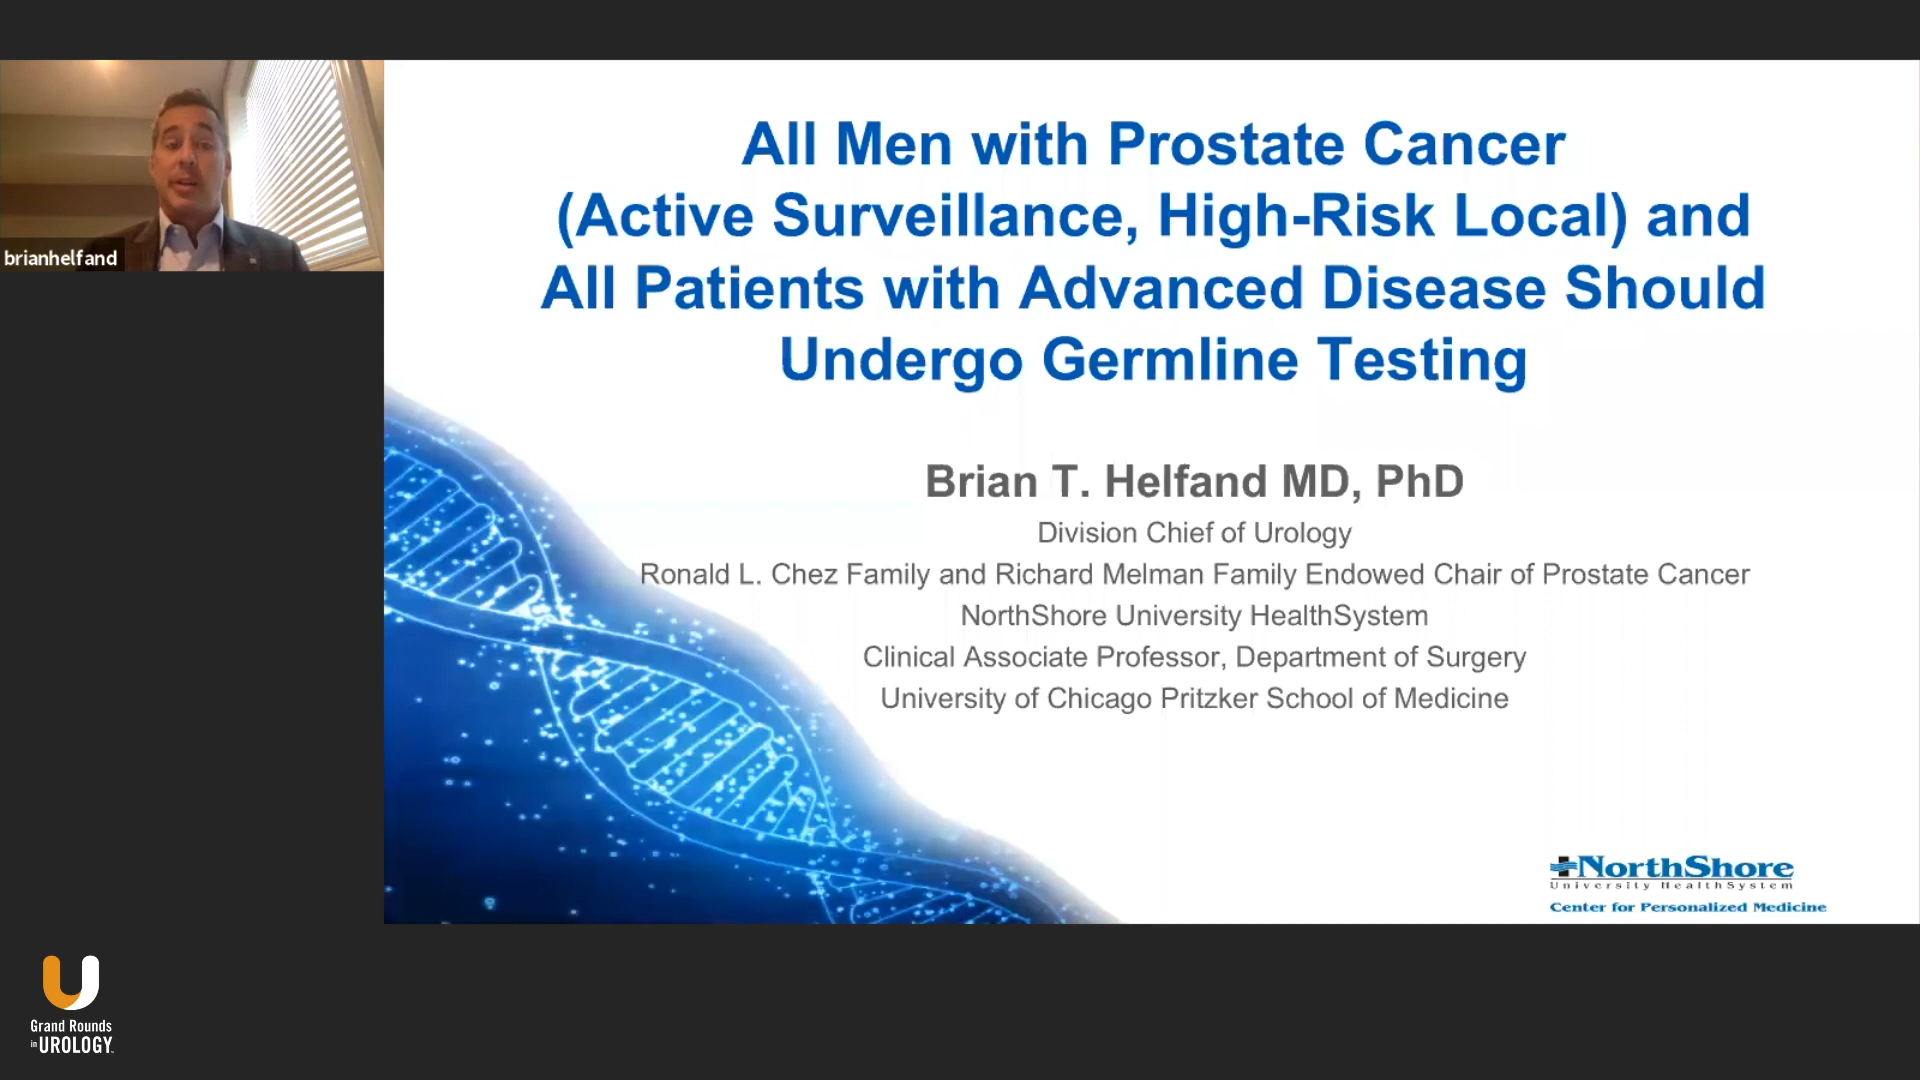 brianhelfand
All Men with Prostate Cancer
(Active Surveillance, High-Risk Local) and
All Patients with Advanced Disease Should
Undergo Germline Testing
Brian T. Helfand MD, PhD
Division Chief of Urology
Ronald L. Chez Family and Richard Melman Family Endowed Chair of Prostate Cancer
NorthShore University HealthSystem
Clinical Associate Professor, Department of Surgery
University of Chicago Pritzker School of Medicine
NorthShore
University HealthSystem
Center for Personalized Medicine
Grand Rounds
in UROLOGY